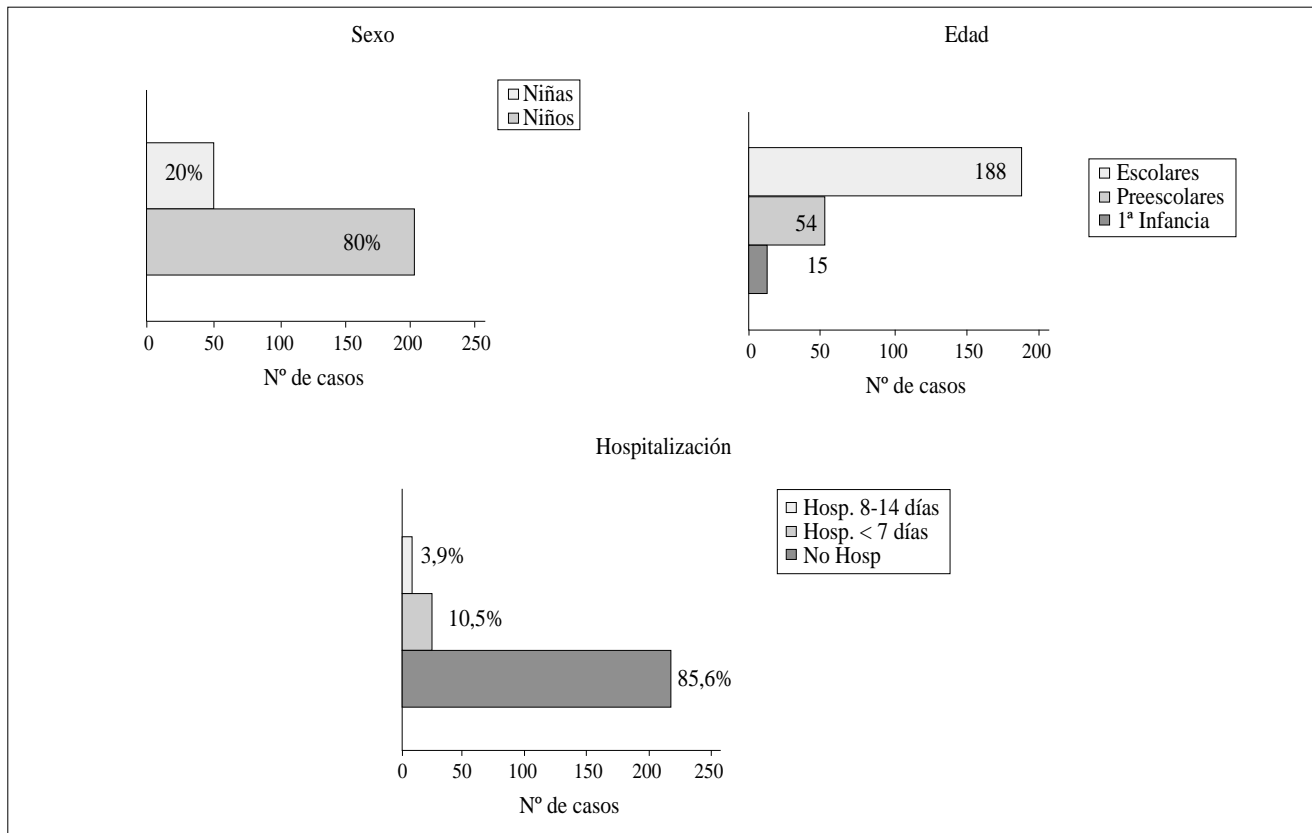 Sexo
Niñas
Niños
20%
80%
0 50 100 150 200 250
Nº de casos
Edad
188
54
15
Escolares
Preescolares
1ª Infancia
0 50 100 150 200
Nº de casos
Hospitalización
Hosp. 8-14 días
Hosp. < 7 días
No Hosp
3,9%
10,5%
85,6%
0 50 100 150 200 250
Nº de casos